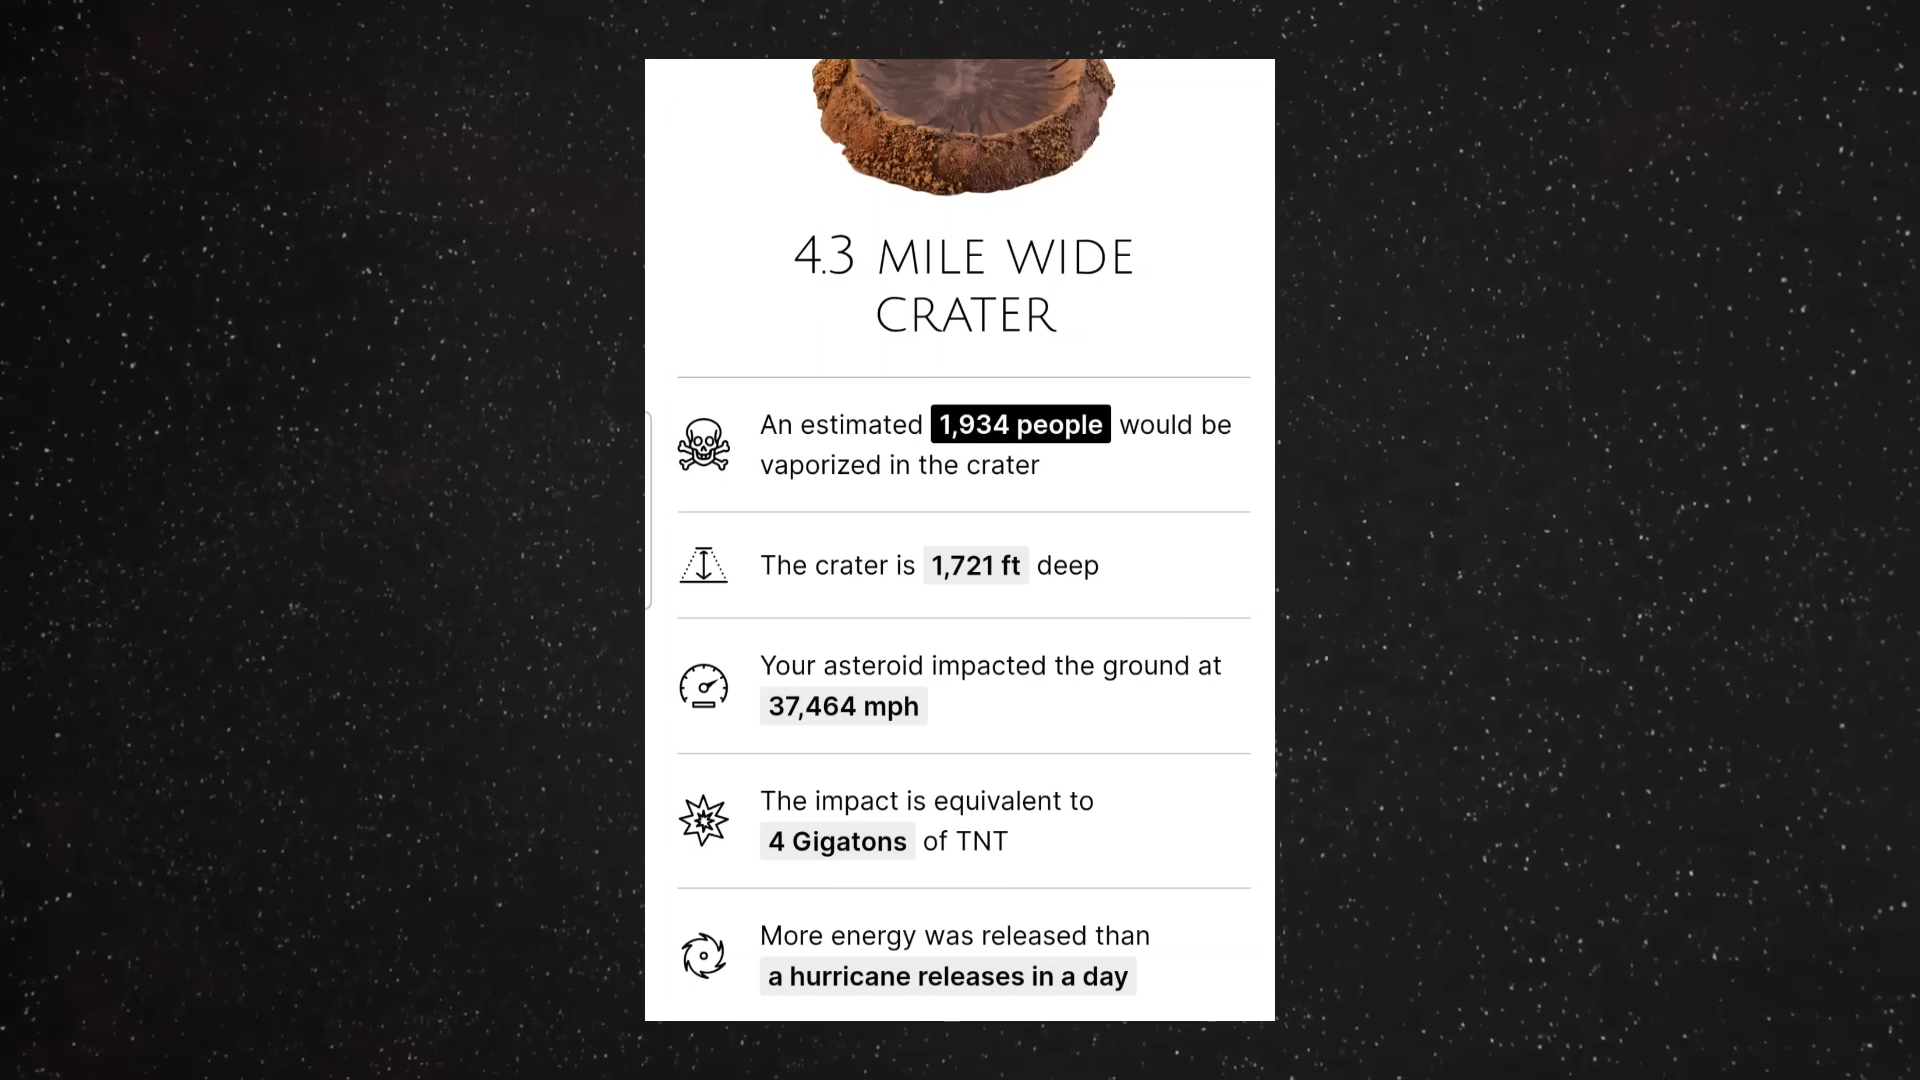 4.3 MILE WIDE
CRATER
An estimated 1,934 people would be
vaporized in the crater
The crater is 1,721 ft deep
Your asteroid impacted the ground at
37,464 mph
The impact is equivalent to
4 Gigatons of TNT
More energy was released than
a hurricane releases in a day